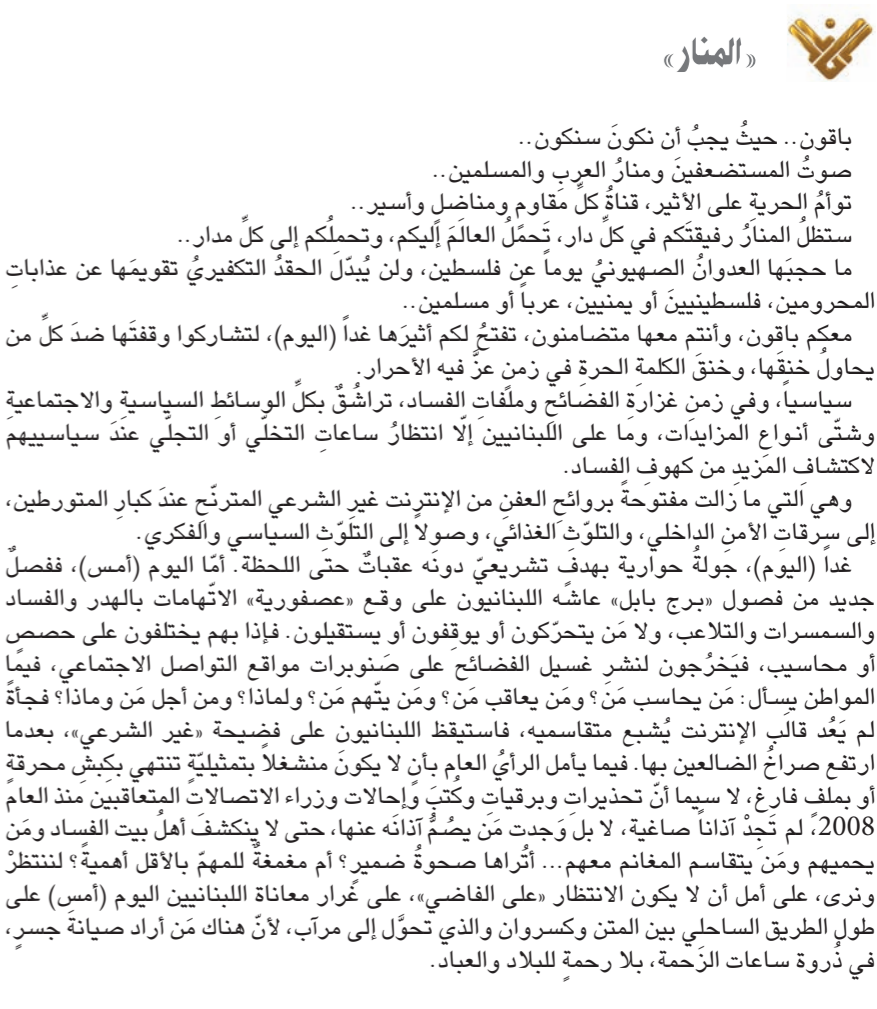 «المنار»
باقون.. حيثُ يجبُ أن نكونَ سنكون..
صوتُ المستضعفينَ ومنارُ العربِ والمسلمين..
توأمُ الحريةِ على الأثير، قناةُ كلِّ مقاومٍ ومناضلٍ وأسير..
ستظلُ المنارُ رفيقتَكم في كلِّ دار، تَحمِّلُ العالَمَ إليكم، وتحملُكم إلى كلِّ مدار..
ما حجبَها العدوانُ الصهيونيُ يوماً عن فلسطين، ولن يُبدّلَ الحقدُ التكفيريُ تقويمَها عن عذاباتِ
المحرومين، فلسطينيينَ أو يمنيين، عرباً أو مسلمين..
معكم باقون، وأنتم معها متضامنون، تفتحُ لكم أثيرَها غداً (اليوم)، لتشاركوا وقفتَها ضدَ كلِّ من
يحاولُ خنقَها، وخنقَ الكلمةِ الحرةِ في زمنٍ عزَّ فيه الأحرار.
سياسياً، وفي زمنِ غزارةِ الفضائحِ وملفاتِ الفساد، تراشُقٌ بكلِّ الوسائطِ السياسيةِ والاجتماعيةِ
وشتّى أنواعِ المزايدات، وما على اللبنانيين إلّا انتظارُ ساعاتِ التخلّي أو التجلّي عندَ سياسييهم
لاكتشافِ المَزيدِ من كهوفِ الفساد.
وهي التي ما زالت مفتوحةً بروائحِ العفنِ من الإنترنت غيرِ الشرعي المترنّحِ عندَ كبارِ المتورطين،
إلى سرقاتِ الأمنِ الداخلي، والتلوّثِ الغذائي، وصولاً إلى التلوّثِ السياسي والفكري.
غداً (اليوم)، جولةُ حوارية بهدفٍ تشريعيّ دونَه عقباتٌ حتى اللحظة. أمّا اليوم (أمس)، ففصلٌ
جديد من فصول «برج بابل» عاشَه اللبنانيون على وقع «عصفورية» الاتّهامات بالهدر والفساد
والسمسرات والتلاعب، ولا مَن يتحرّكون أو يوقفون أو يستقيلون. فإذا بهم يختلفون على حصص
أو محاسيب، فيَخرُجون لنشرِ غسيل الفضائح على صَنوبرات مواقع التواصل الاجتماعي، فيما
المواطن يسأل: مَن يحاسب مَن؟ ومَن يعاقب مَن؟ ومَن يتّهم مَن؟ ولماذا؟ ومن أجل مَن وماذا؟ فجأةً
لم يَعُد قالَب الإنترنت يُشبع متقاسميه، فاستيقظ اللبنانيون على فضيحة «غير الشرعي»، بعدما
ارتفع صراخُ الضالعين بها. فيما يأمل الرأيُ العام بأن لا يكونَ منشغلاً بتمثيليّةٍ تنتهي بكبشِ محرقةٍ
أو بملفٍ فارغ، لا سيما أنّ تحذيراتٍ وبرقياتٍ وكُتبَ وإحالات وزراء الاتصالات المتعاقبين منذ العام
2008، لم تَجِدْ آذاناً صاغية، لا بل وَجدت مَن يصُمُّ آذانَه عنها، حتى لا ينكشفَ أهلُ بيت الفساد ومَن
يحميهم ومَن يتقاسم المغانم معهم... أتُراها صحوةُ ضميرٍ؟ أم مغمغةٌ للمهمّ بالأقل أهميةً؟ لننتظرْ
ونرى، على أمل أن لا يكون الانتظار «على الفاضي»، على غرار معاناة اللبنانيين اليوم (أمس) على
طول الطريق الساحلي بين المتن وكسروان والذي تحوَّل إلى مرآب، لأنّ هناك مَن أراد صيانةَ جسرٍ،
في ذُروة ساعات الزَحمة، بلا رحمةٍ للبلاد والعباد.